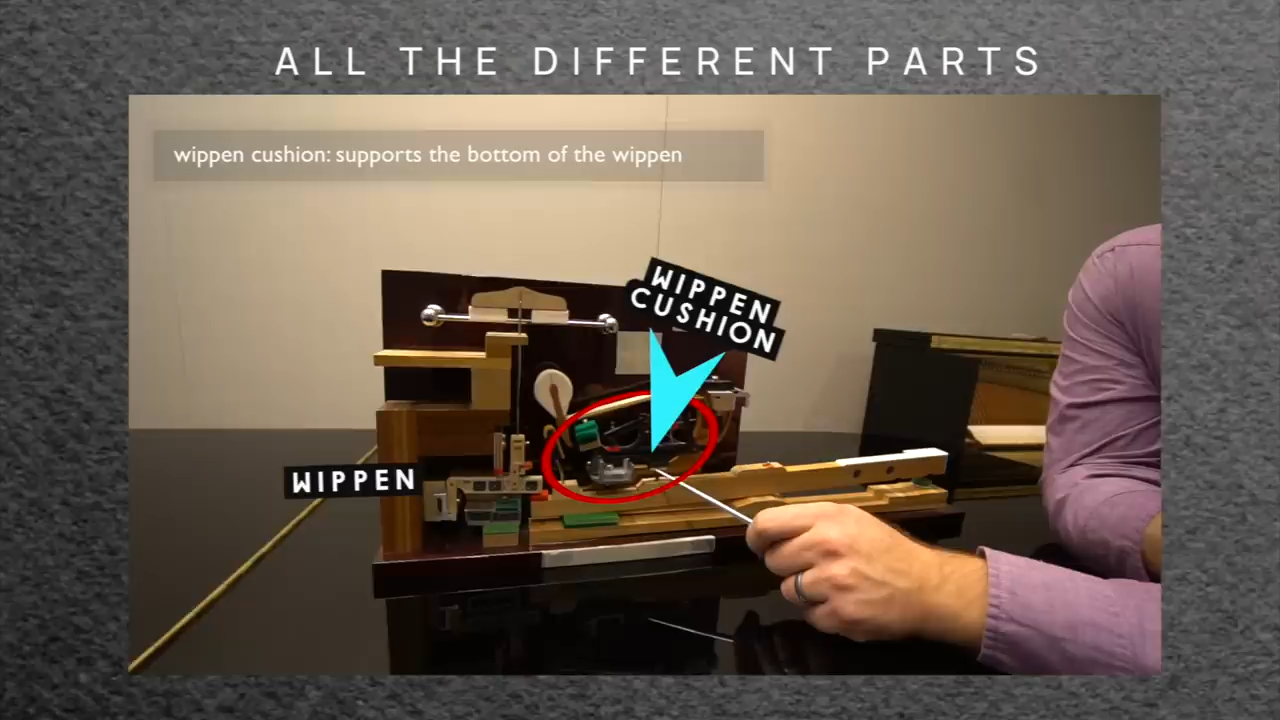 ALL THE DIFFERENT PARTS
wippen cushion: supports the bottom of the wippen
WIPPEN
CUSHION
WIPPEN